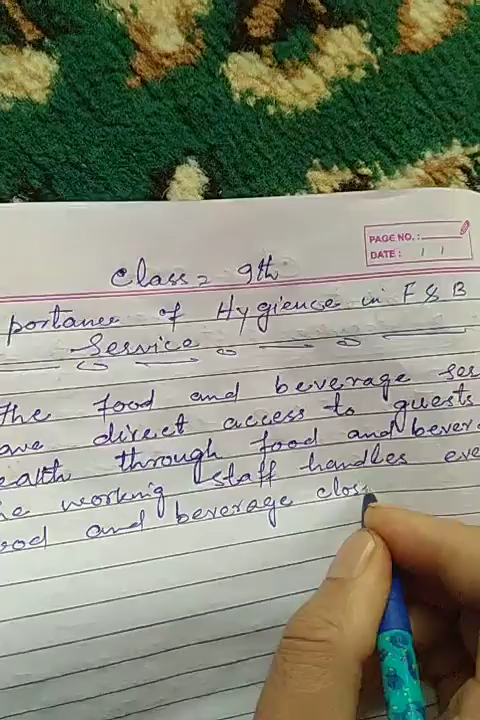 PAGE NO.:
DATE :
Class = 9th
portance of Hygience in F & B
Service
The food and beverage ser
ave direct access to guests
ealth through food and bever
he working staff handles eve
ood and beverage clos